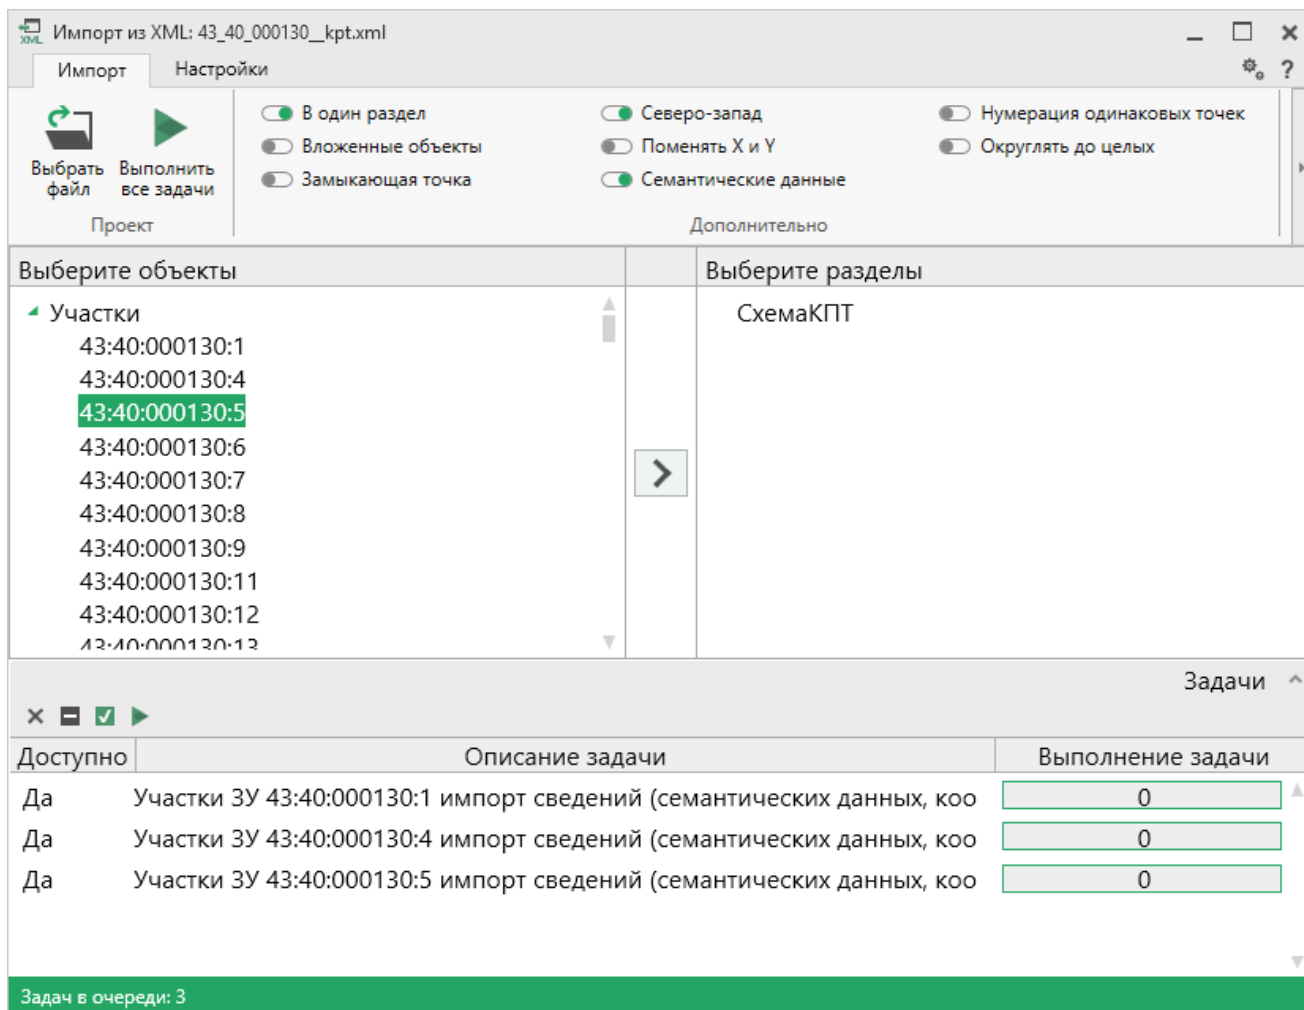 XML
Импорт из XML: 43_40_000130__kpt.xml
Импорт
Настройки
?
Выбрать файл
Выполнить все задачи
Проект
В один раздел
Вложенные объекты
Замыкающая точка
Северо-запад
Поменять X и Y
Семантические данные
Нумерация одинаковых точек
Округлять до целых
Дополнительно
Выберите объекты
Участки
43:40:000130:1
43:40:000130:4
43:40:000130:5
43:40:000130:6
43:40:000130:7
43:40:000130:8
43:40:000130:9
43:40:000130:11
43:40:000130:12
43:40:000130:13
Выберите разделы
СхемаКПТ
Задачи
Доступно Описание задачи Выполнение задачи
Да Участки ЗУ 43:40:000130:1 импорт сведений (семантических данных, коо 0
Да Участки ЗУ 43:40:000130:4 импорт сведений (семантических данных, коо 0
Да Участки ЗУ 43:40:000130:5 импорт сведений (семантических данных, коо 0
Задач в очереди: 3